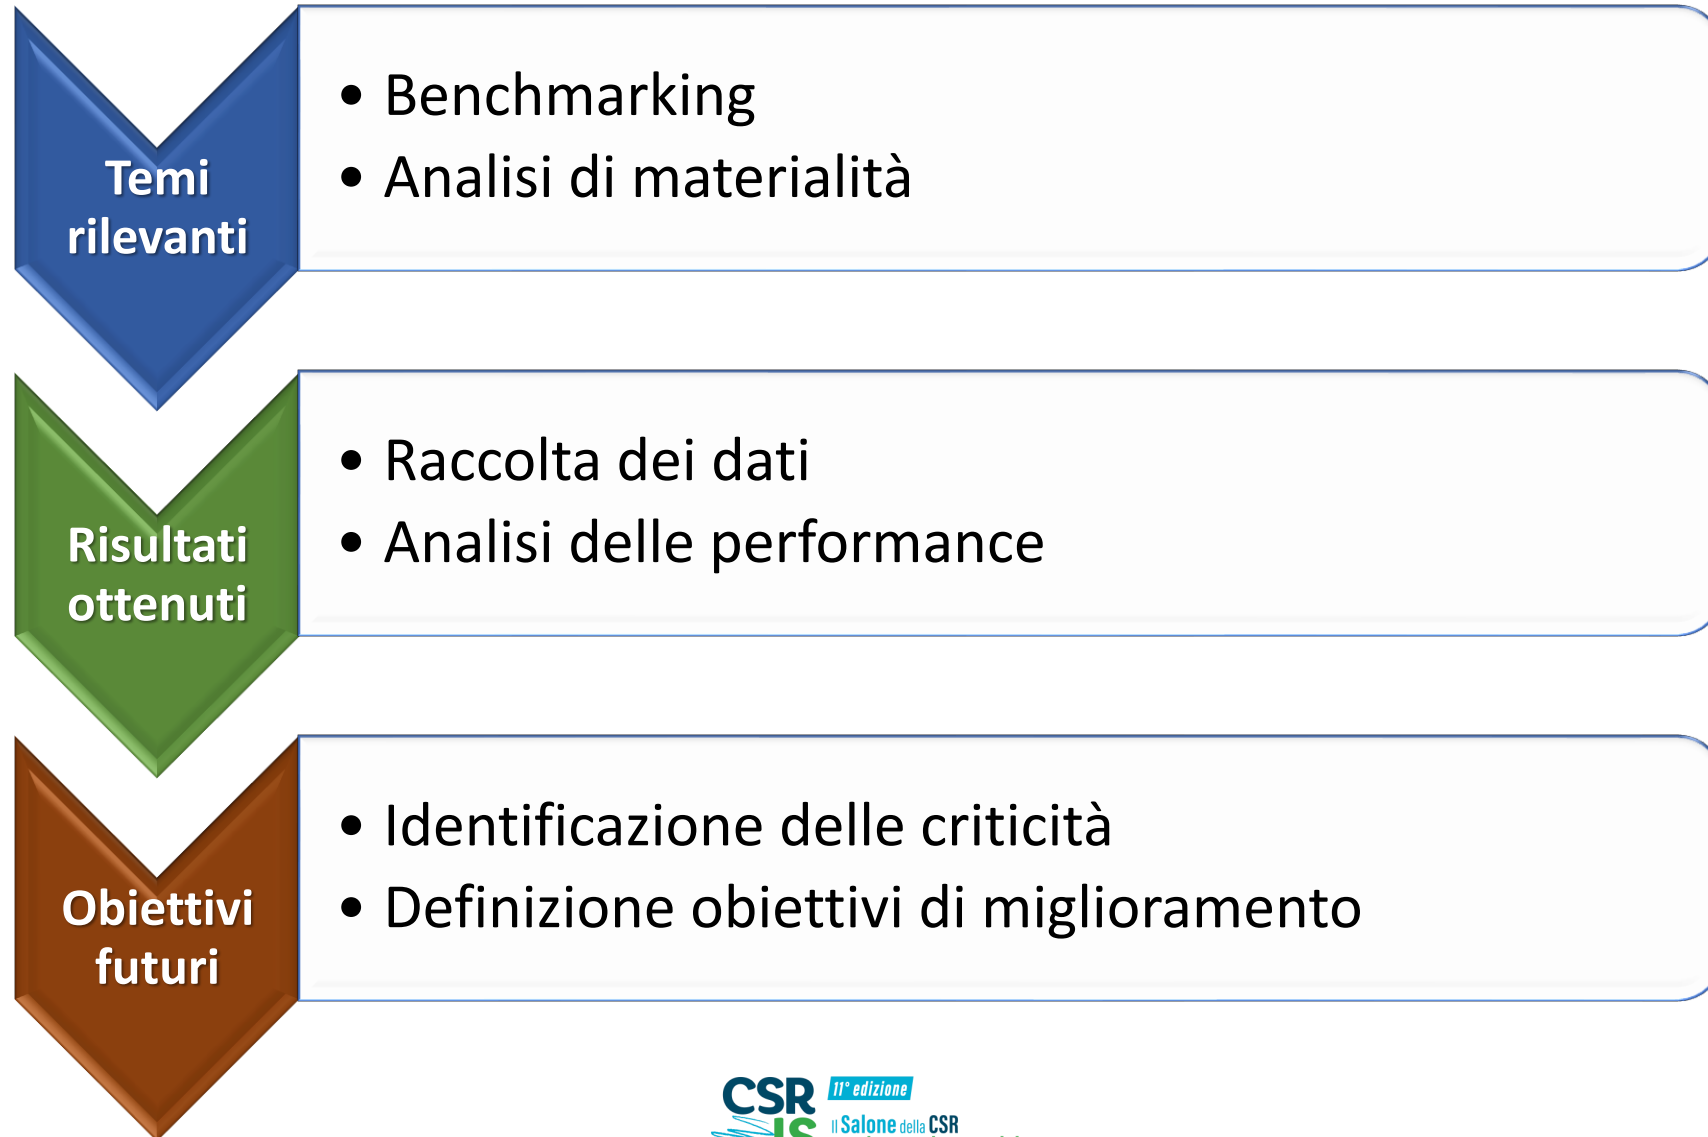 Temi
rilevanti
• Benchmarking
• Analisi di materialità
Risultati
ottenuti
• Raccolta dei dati
• Analisi delle performance
Obiettivi
futuri
• Identificazione delle criticità
• Definizione obiettivi di miglioramento
CSR
IS
11° edizione
Il Salone della CSR